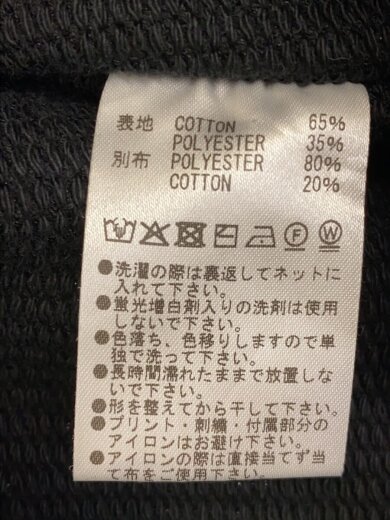 表地 COTTON 65%
POLYESTER 35%
別布 POLYESTER 80%
COTTON 20%
F W
●洗濯の際は裏返してネットに
入れて下さい。
●蛍光増白剤入りの洗剤は使用
しないで下さい。
●色落ち、色移りしますので単
独で洗って下さい。
●長時間濡れたままで放置しな
いで下さい。
●形を整えてから干して下さい。
●プリント・刺繍・付属部分の
アイロンはお避け下さい。
●アイロンの際は直接当てず当
て布をご使用下さい。